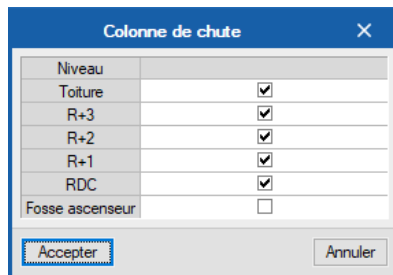 Colonne de chute
Niveau
Toiture
R+3
R+2
R+1
RDC
Fosse ascenseur
Accepter
Annuler